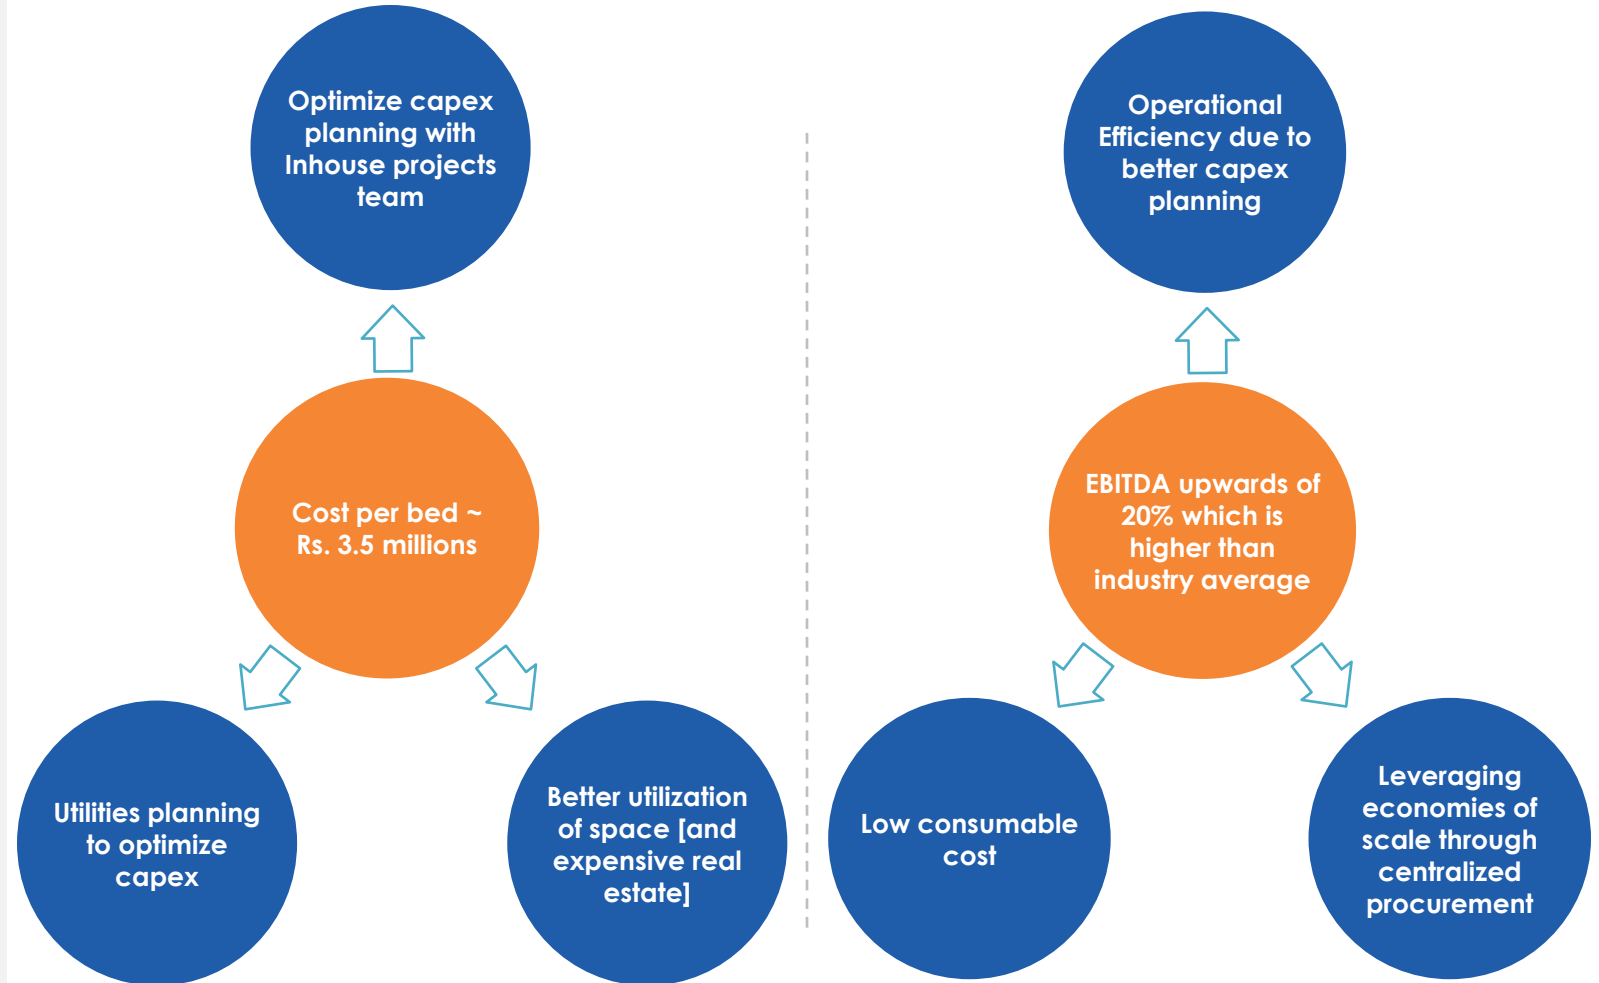 Optimize capex
planning with
Inhouse projects
team
Cost per bed ~
Rs. 3.5 millions
Utilities planning
to optimize
capex
Better utilization
of space [and
expensive real
estate]
Operational
Efficiency due to
better capex
planning
EBITDA upwards of
20% which is
higher than
industry average
Low consumable
cost
Leveraging
economies of
scale through
centralized
procurement